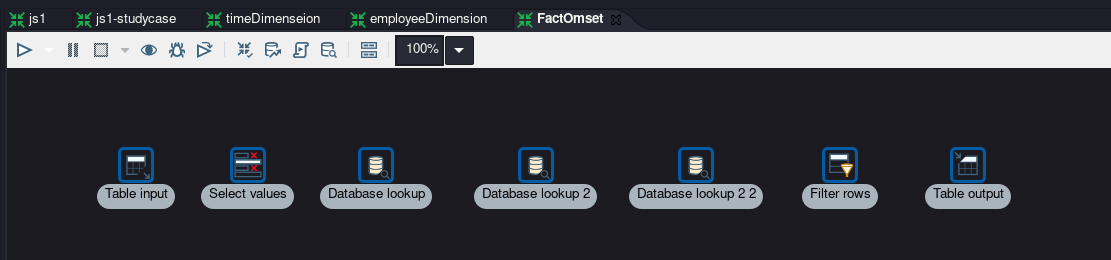 js1
js1-studycase
timeDimenseion
employeeDimension
FactOmset
100%
Table input
Select values
Database lookup
Database lookup 2
Database lookup 2 2
Filter rows
Table output